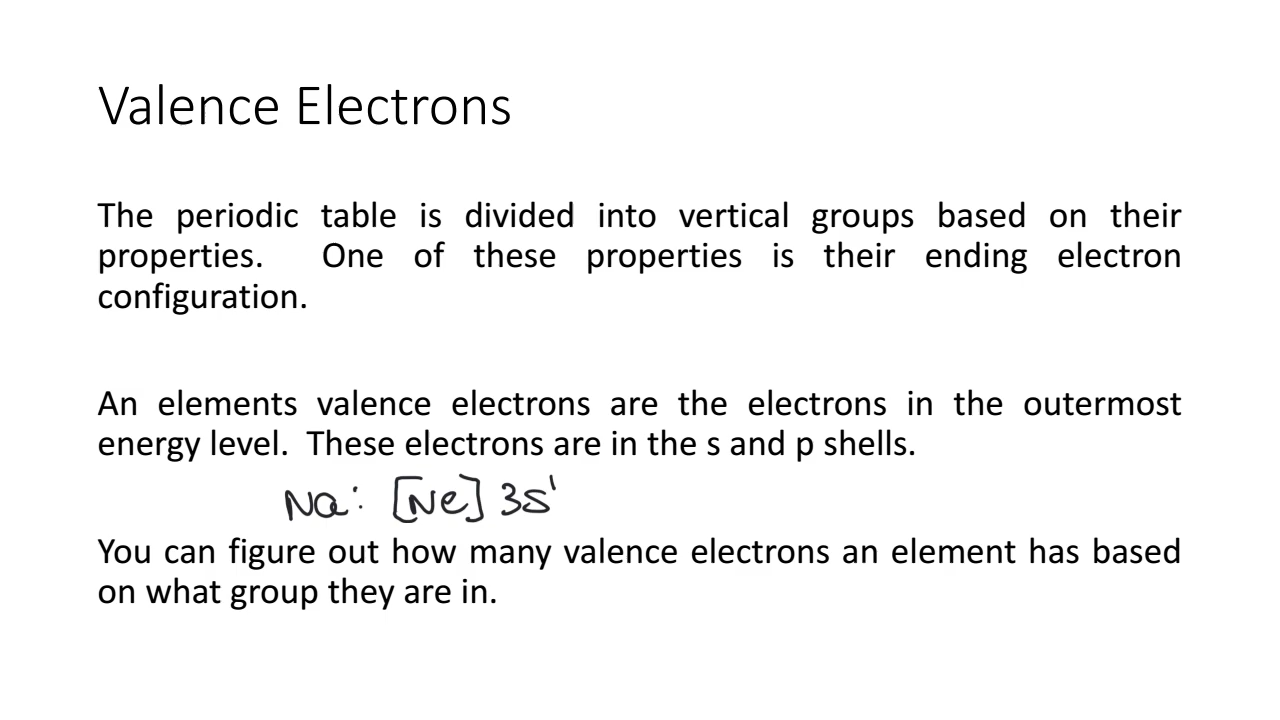 Valence Electrons
The periodic table is divided into vertical groups based on their
properties. One of these properties is their ending electron
configuration.
An elements valence electrons are the electrons in the outermost
energy level. These electrons are in the s and p shells.
Na: [Ne] 3s¹
You can figure out how many valence electrons an element has based
on what group they are in.